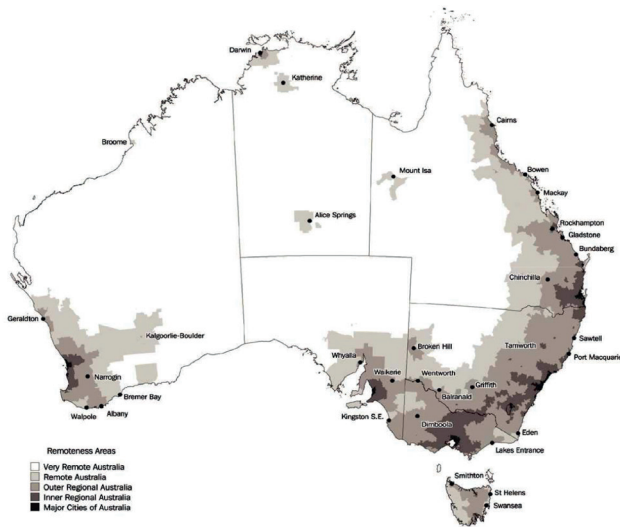 Darwin
Katherine
Cairns
Broome
Mount Isa
Bowen
Mackay
Alice Springs
Rockhampton
Gladstone
Bundaberg
Chinchilla
Geraldton
Kalgoorlie-Boulder
Broken Hill
Tamworth
Sawtell
Port Macquarie
Whyalla
Waikerie
Wentworth
Griffith
Balranald
Narrogin
Bremer Bay
Albany
Walpole
Kingston S.E.
Dimboola
Eden
Lakes Entrance
Smithton
St Helens
Swansea
Remoteness Areas
Very Remote Australia
Remote Australia
Outer Regional Australia
Inner Regional Australia
Major Cities of Australia